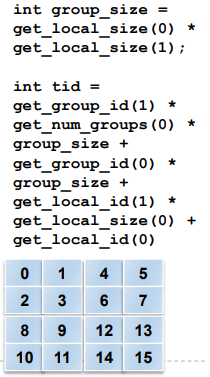 int group_size =
get_local_size(0) *
get_local_size(1);
int tid =
get_group_id(1) *
get_num_groups(0) *
group_size +
get_group_id(0) *
group_size +
get_local_id(1) *
get_local_size(0) +
get_local_id(0)
0 1 4 5
2 3 6 7
8 9 12 13
10 11 14 15